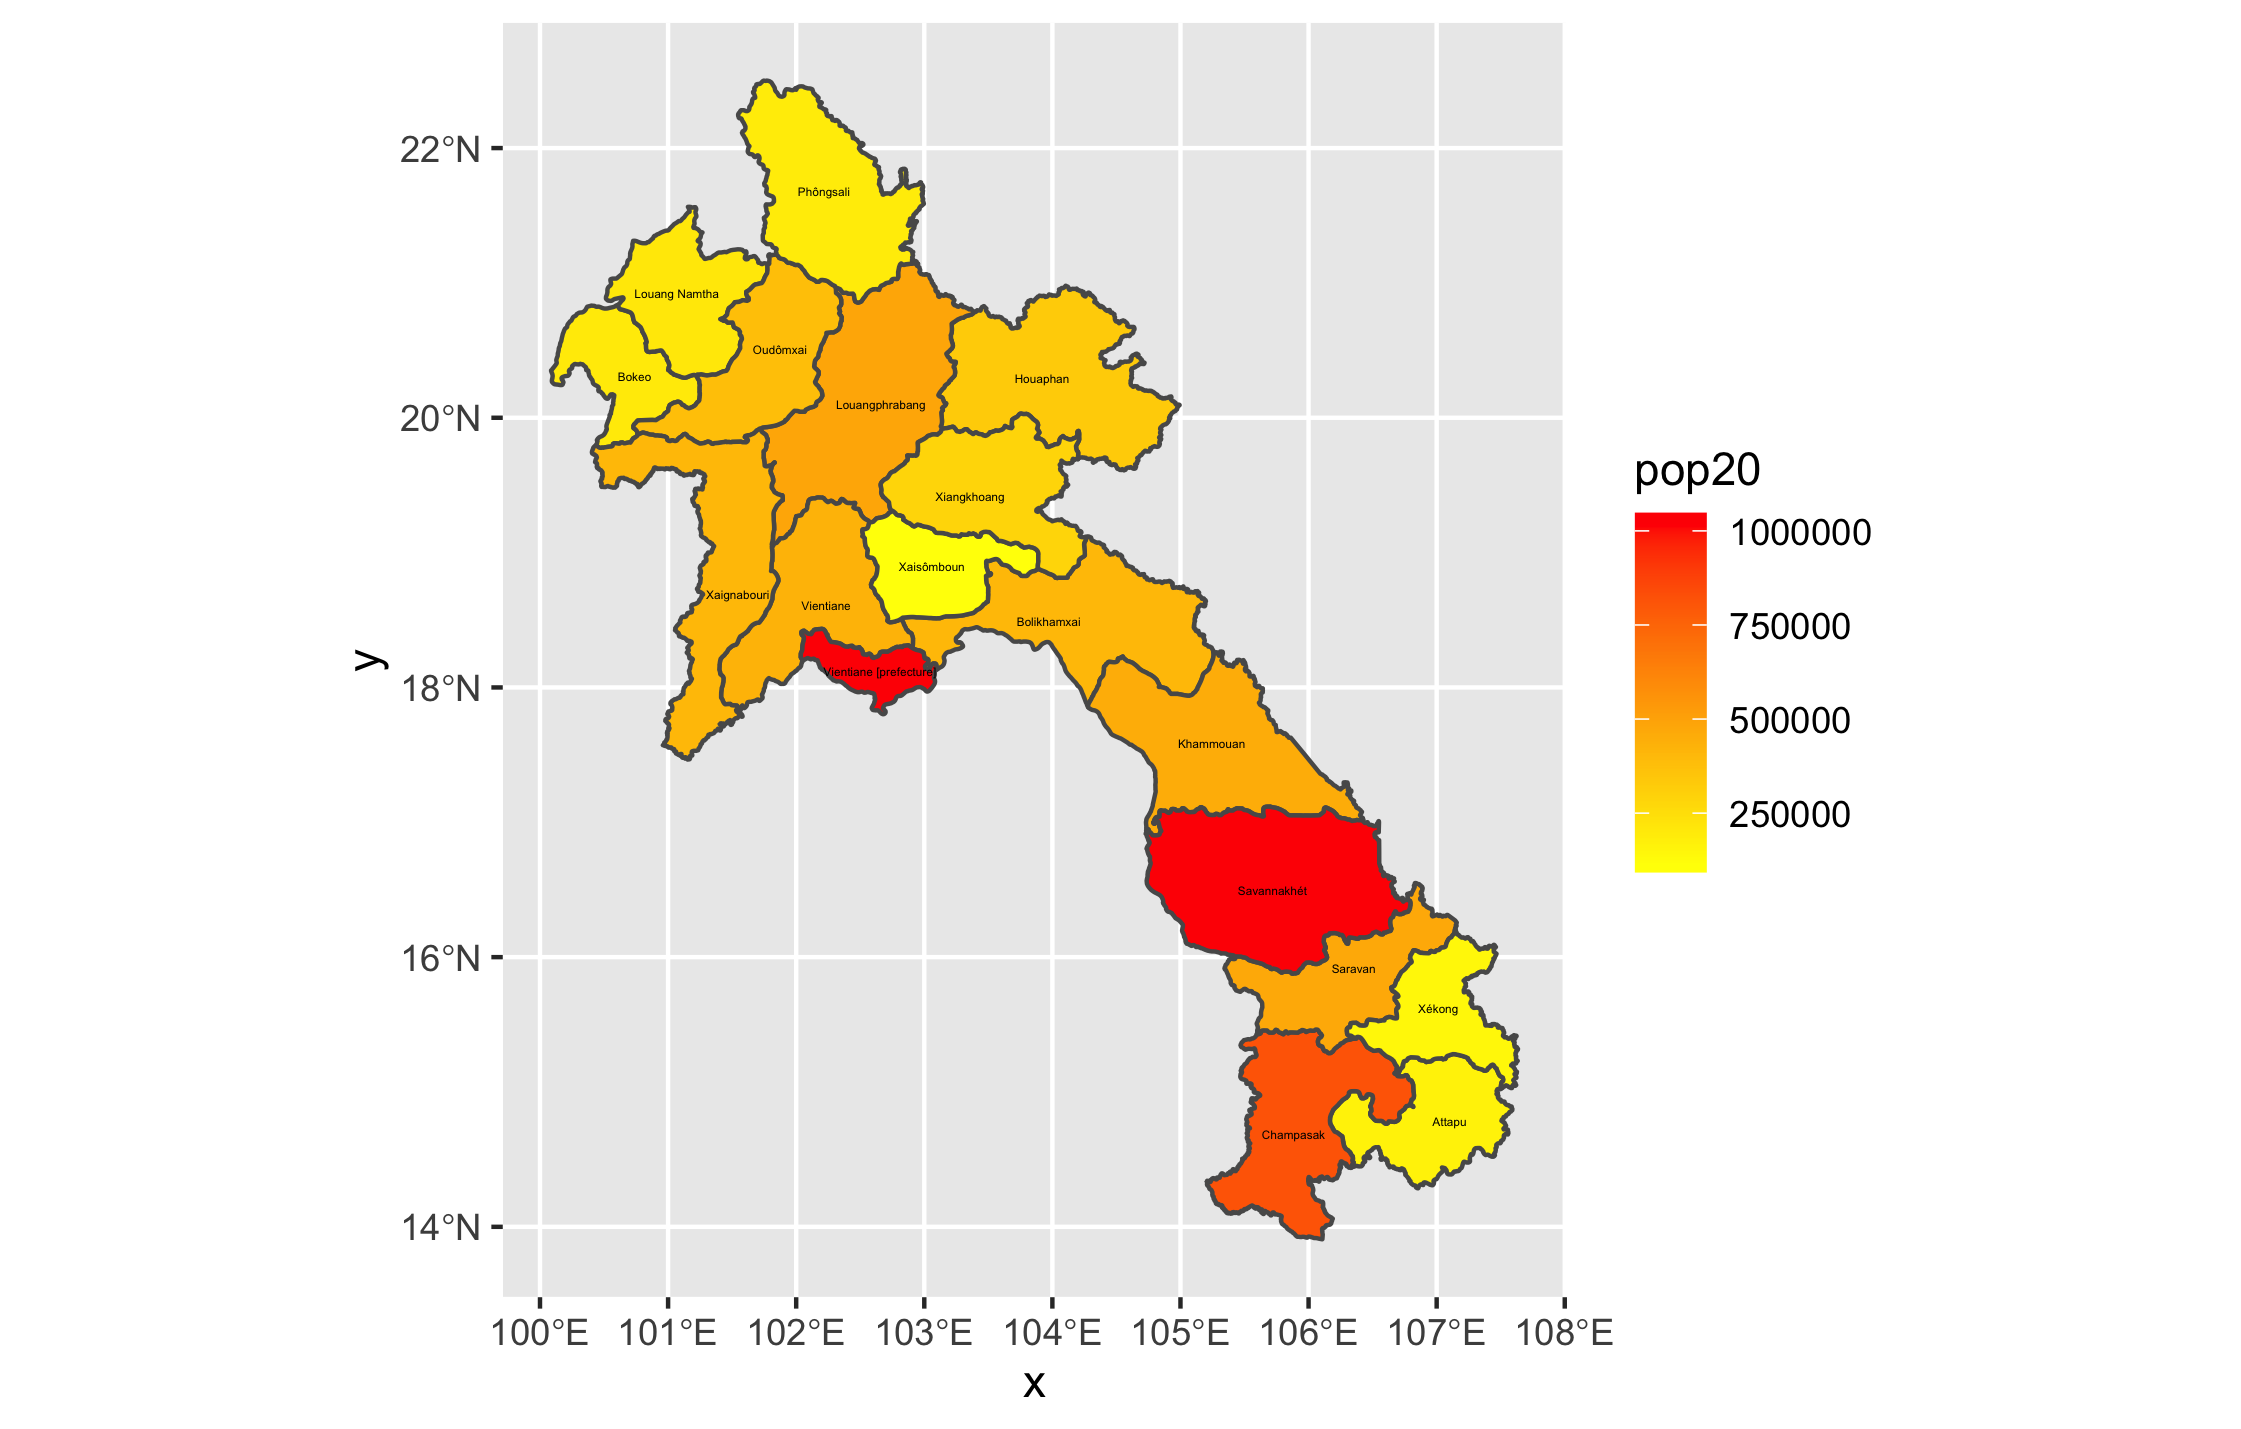 22°N
20°N
18°N
16°N
14°N
y
Phôngsali
Louang Namtha
Oudômxai
Bokeo
Houaphan
Louangphrabang
Xiangkhoang
Xaisômboun
Xaignabouri
Vientiane
Bolikhamxai
Vientiane [prefecture]
Khammouan
Savannakhét
Saravan
Xékong
Attapu
Champasak
100°E 101°E 102°E 103°E 104°E 105°E 106°E 107°E 108°E
x
pop20
1000000
750000
500000
250000